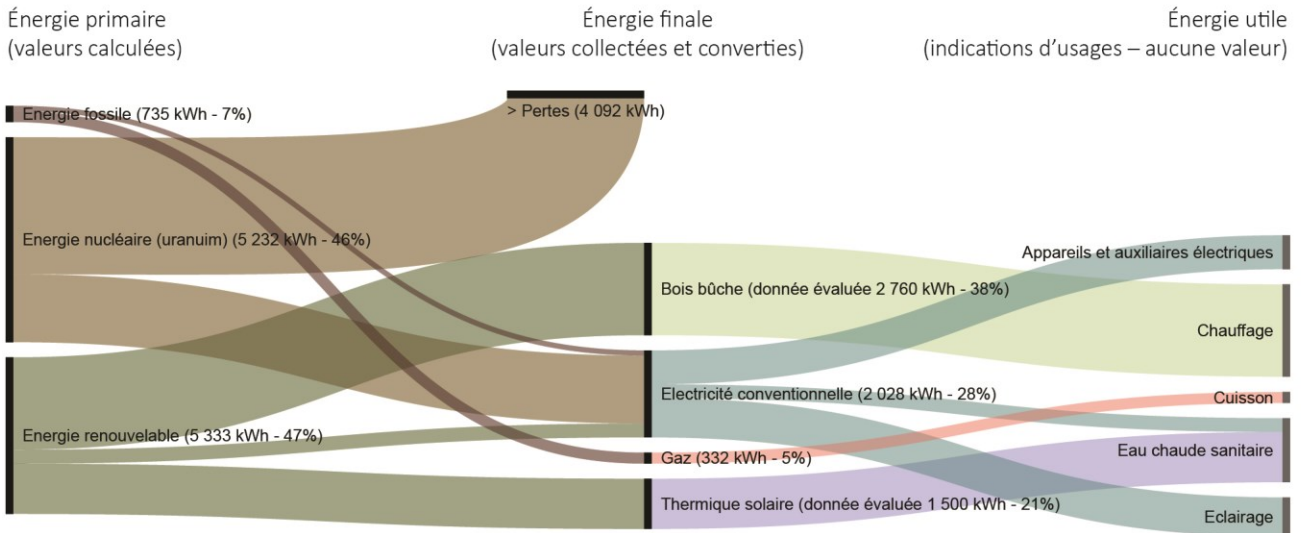 Énergie primaire
(valeurs calculées)
Énergie finale
(valeurs collectées et converties)
Énergie utile
(indications d’usages – aucune valeur)
Energie fossile (735 kWh - 7%)
> Pertes (4 092 kWh)
Energie nucléaire (uranuim) (5 232 kWh - 46%)
Energie renouvelable (5 333 kWh - 47%)
Bois bûche (donnée évaluée 2 760 kWh - 38%)
Electricité conventionnelle (2 028 kWh - 28%)
Gaz (332 kWh - 5%)
Thermique solaire (donnée évaluée 1 500 kWh - 21%)
Appareils et auxiliaires électriques
Chauffage
Cuisson
Eau chaude sanitaire
Eclairage